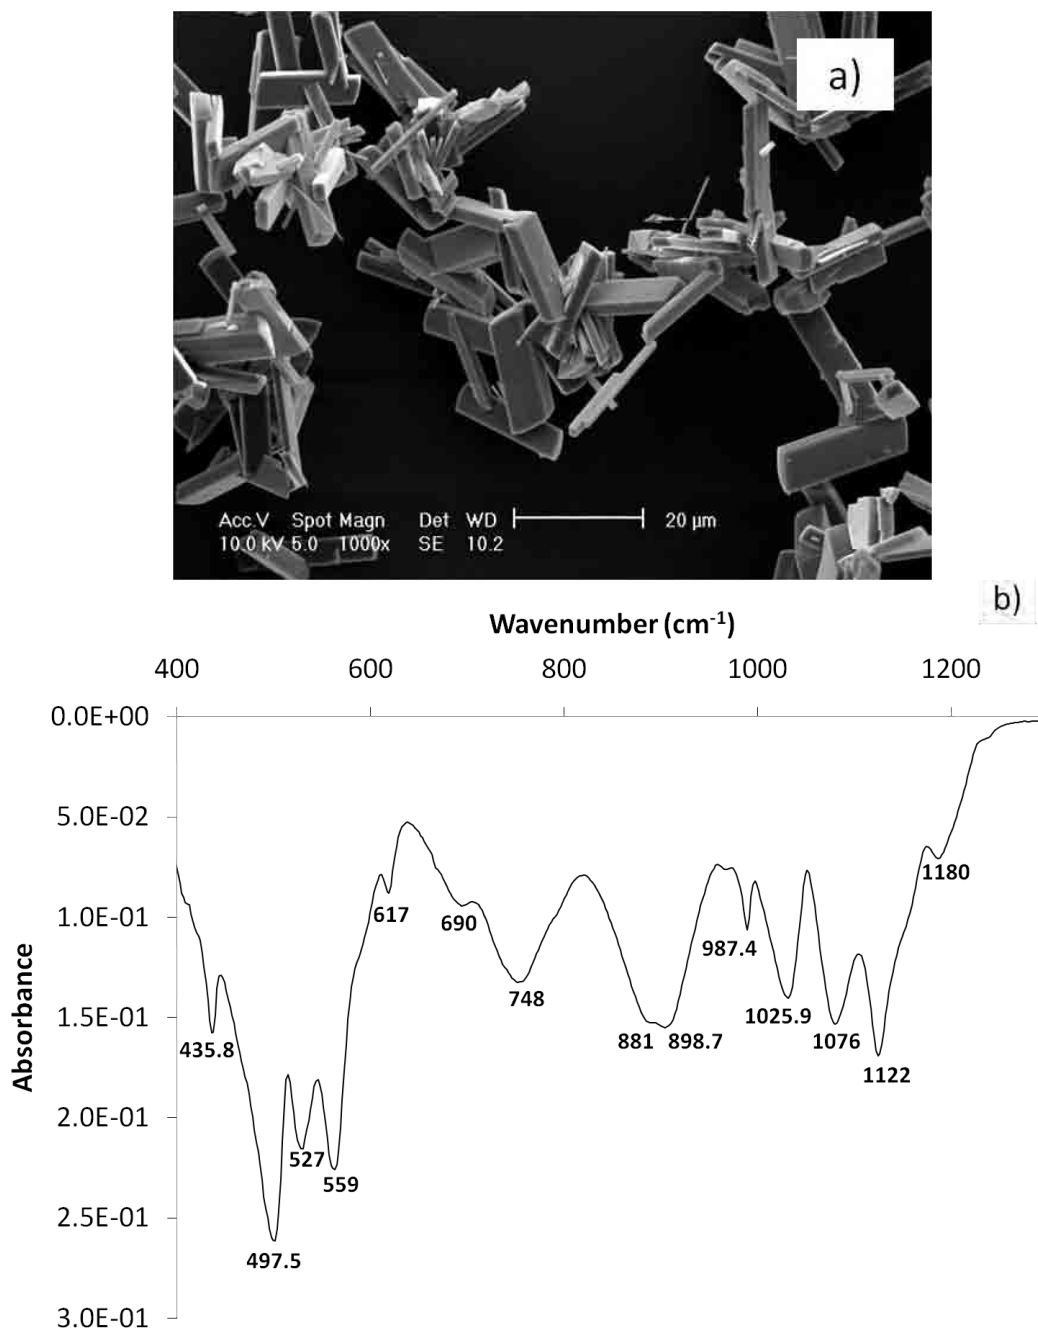 a)
Acc.V Spot Magn Det WD 20 µm
10.0 kV 5.0 1000x SE 10.2
b)
Wavenumber (cm-1)
400 600 800 1000 1200
0.0E+00
5.0E-02
1.0E-01
1.5E-01
2.0E-01
2.5E-01
3.0E-01
Absorbance
435.8
497.5
527
559
617
690
748
881
898.7
987.4
1025.9
1076
1122
1180